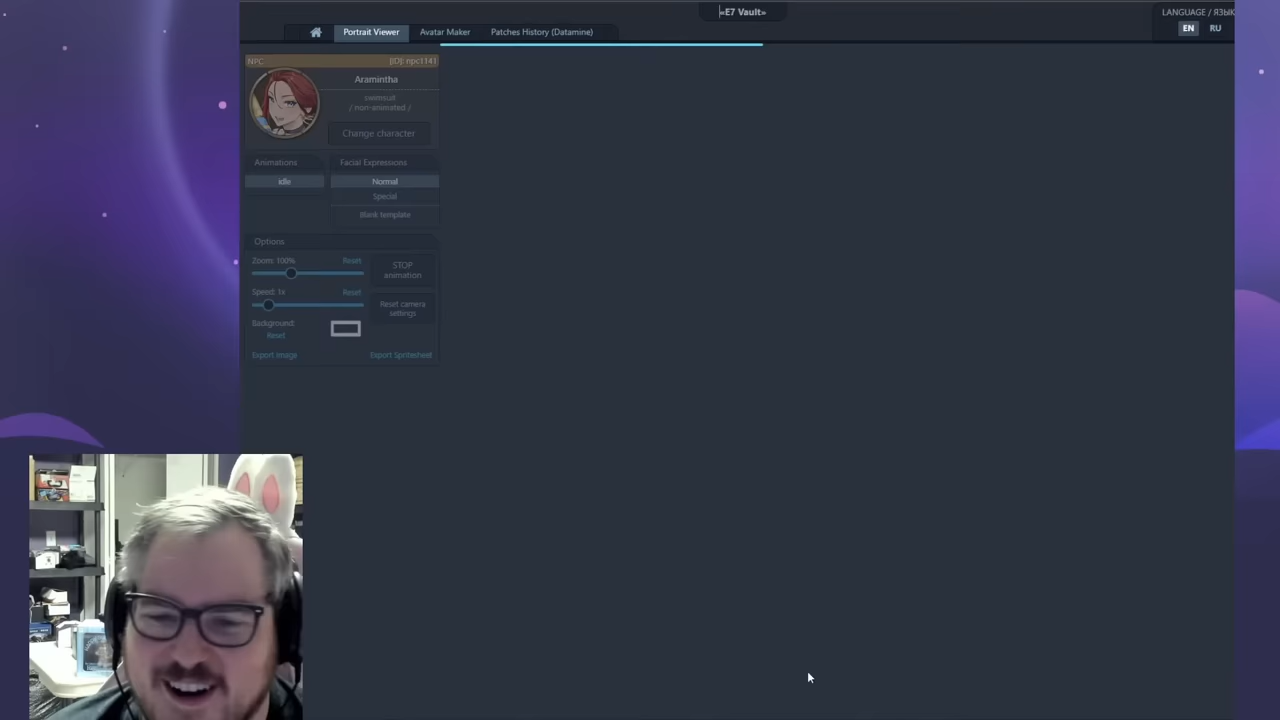 «E7 Vault»
LANGUAGE / ЯЗЫК
Portrait Viewer
Avatar Maker
Patches History (Datamine)
EN
RU
NPC
[ID]: npc1141
Aramintha
swimsuit
/ non-animated /
Change character
Animations
Facial Expressions
idle
Normal
Special
Blank template
Options
Zoom: 100%
Reset
STOP
animation
Speed: 1x
Reset
Reset camera
settings
Background:
Reset
Export Image
Export Spritesheet